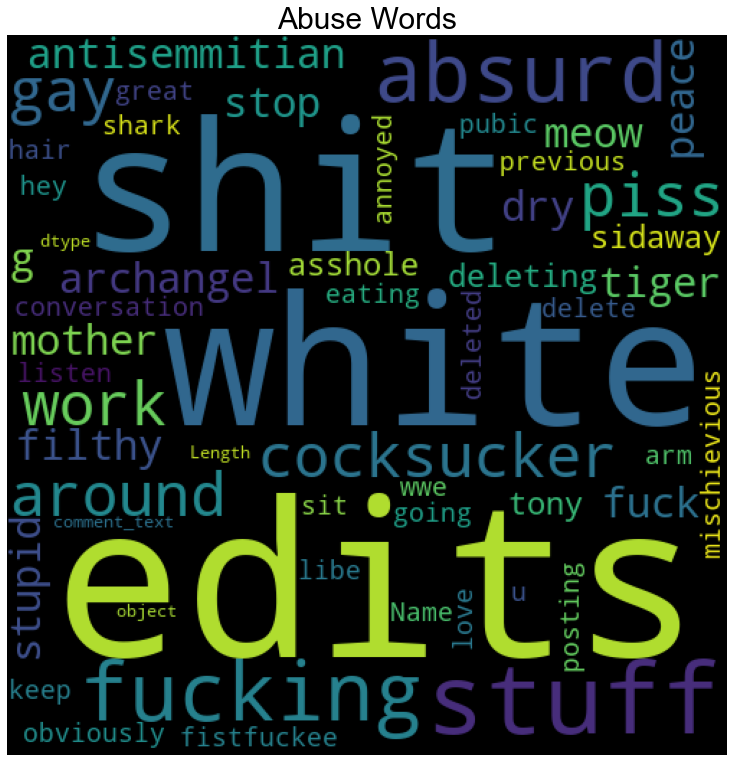 Abuse Words
antisemmitian
absurd
peace
gay
great
stop
shark
shit
annoyed
pubic
meow
hair
previous
hey
dry
piss
dtype
sidaway
g
archangel
asshole
deleting
tiger
eating
conversation
white
deleted
delete
mother
listen
work
mischievious
filthy
Length
cocksucker
arm
around
sit
wwe
going
tony
fuck
stupid
comment_text
edits
libe
object
Name
love
u
posting
keep
fucking
stuff
obviously
fistfuckee